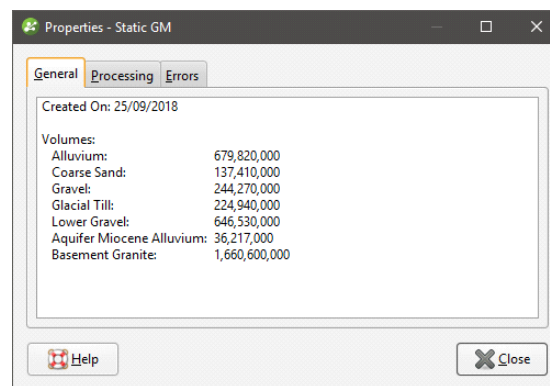 Properties - Static GM
General Processing Errors
Created On: 25/09/2018
Volumes:
Alluvium: 679,820,000
Coarse Sand: 137,410,000
Gravel: 244,270,000
Glacial Till: 224,940,000
Lower Gravel: 646,530,000
Aquifer Miocene Alluvium: 36,217,000
Basement Granite: 1,660,600,000
Help Close